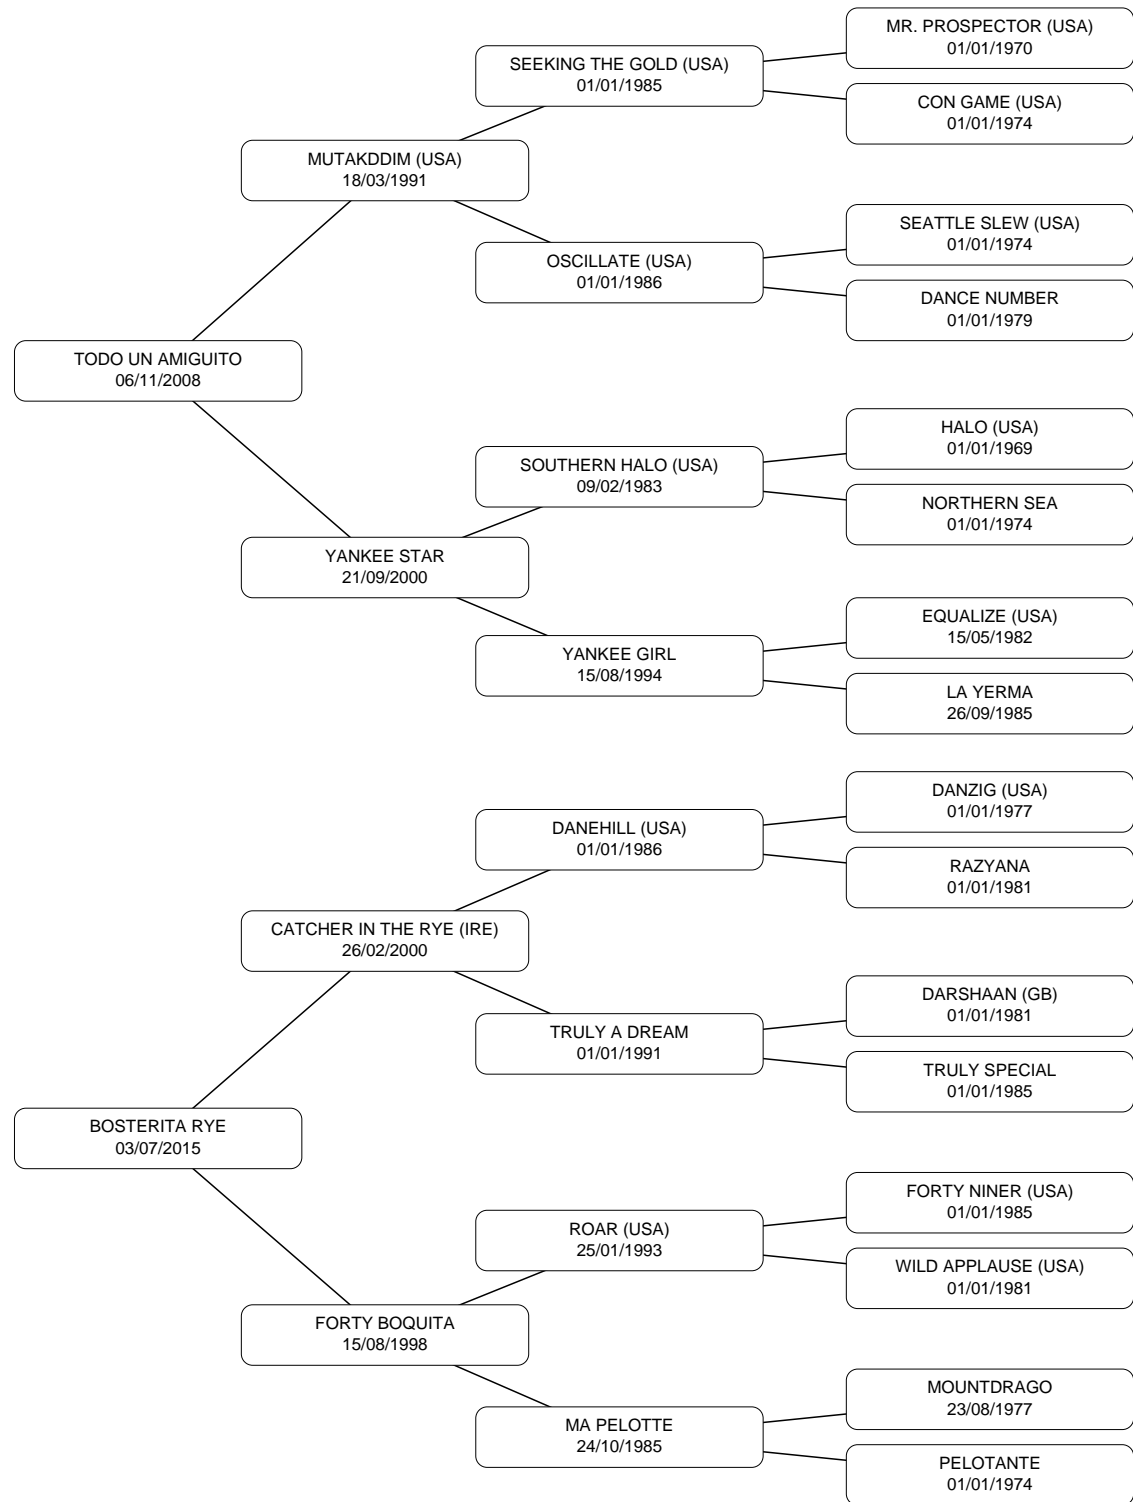 MR. PROSPECTOR (USA)
01/01/1970
SEEKING THE GOLD (USA)
01/01/1985
CON GAME (USA)
01/01/1974
MUTAKDDIM (USA)
18/03/1991
SEATTLE SLEW (USA)
01/01/1974
OSCILLATE (USA)
01/01/1986
DANCE NUMBER
01/01/1979
TODO UN AMIGUITO
06/11/2008
HALO (USA)
01/01/1969
SOUTHERN HALO (USA)
09/02/1983
NORTHERN SEA
01/01/1974
YANKEE STAR
21/09/2000
EQUALIZE (USA)
15/05/1982
YANKEE GIRL
15/08/1994
LA YERMA
26/09/1985
DANZIG (USA)
01/01/1977
DANEHILL (USA)
01/01/1986
RAZYANA
01/01/1981
CATCHER IN THE RYE (IRE)
26/02/2000
DARSHAAN (GB)
01/01/1981
TRULY A DREAM
01/01/1991
TRULY SPECIAL
01/01/1985
BOSTERITA RYE
03/07/2015
FORTY NINER (USA)
01/01/1985
ROAR (USA)
25/01/1993
WILD APPLAUSE (USA)
01/01/1981
FORTY BOQUITA
15/08/1998
MOUNTDRAGO
23/08/1977
MA PELOTTE
24/10/1985
PELOTANTE
01/01/1974